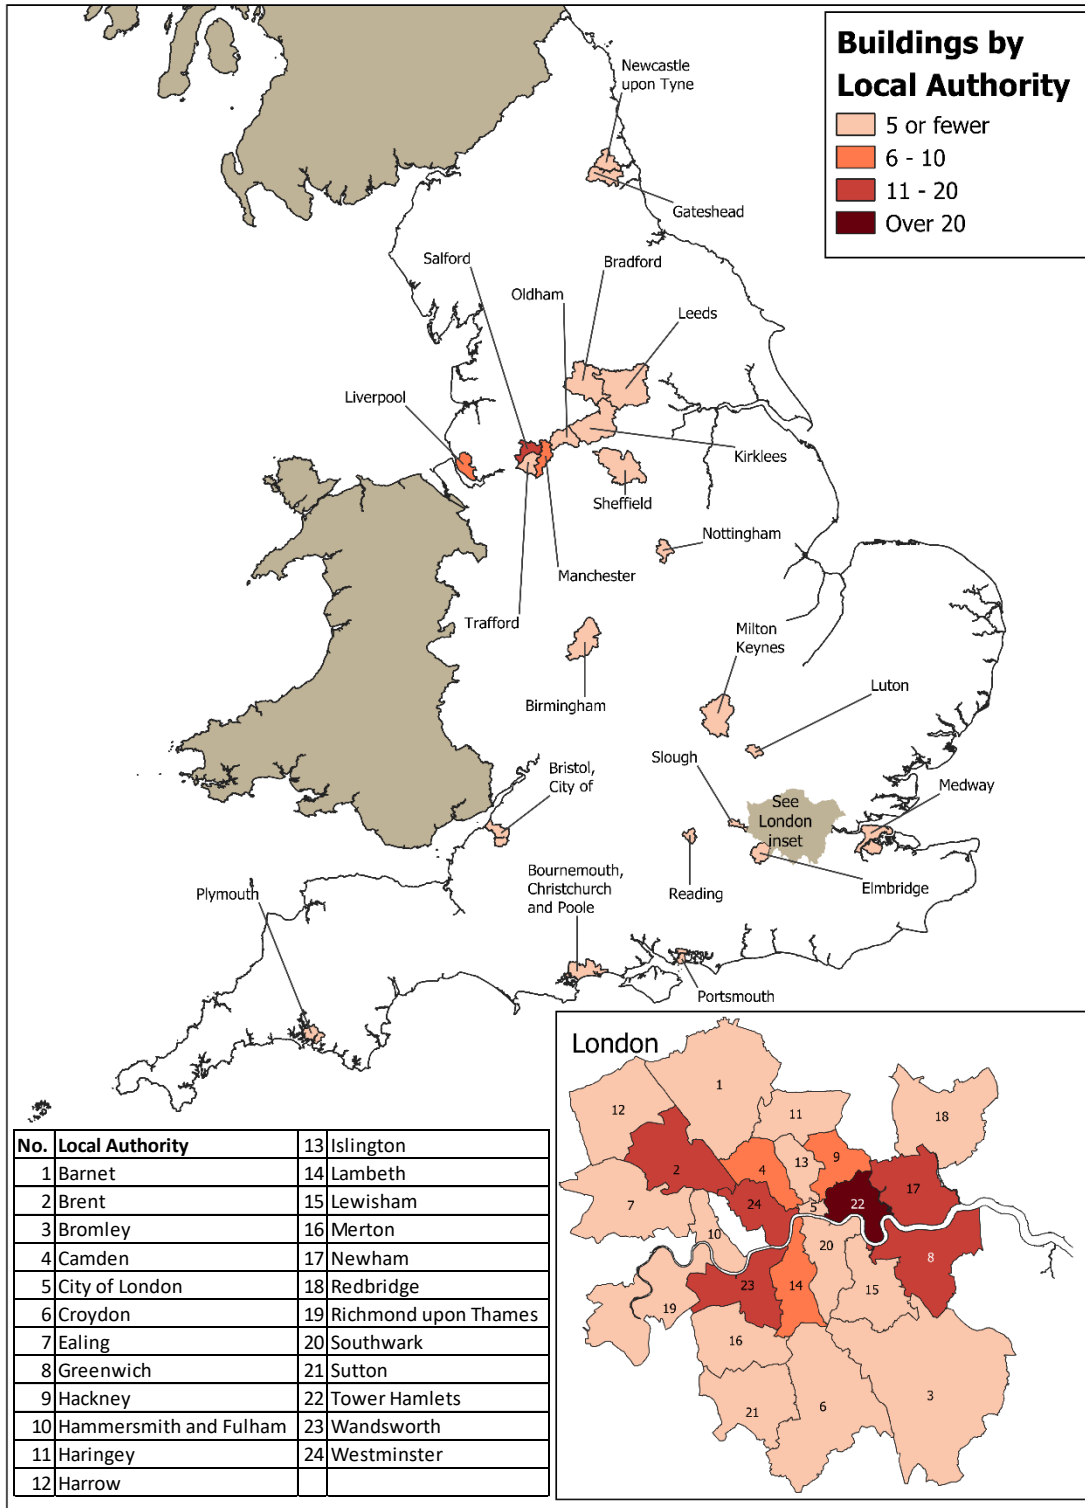 Buildings by
Local Authority
5 or fewer
6 - 10
11 - 20
Over 20
Newcastle
upon Tyne
Gateshead
Salford
Bradford
Oldham
Leeds
Liverpool
Kirklees
Sheffield
Nottingham
Manchester
Trafford
Milton
Keynes
Birmingham
Luton
Slough
Bristol,
City of
See
London
inset
Medway
Bournemouth,
Christchurch
and Poole
Reading
Elmbridge
Plymouth
Portsmouth
London
1
12
11
18
2
4
13
9
17
7
24
5
22
10
20
8
23
14
15
19
16
3
21
6
No. Local Authority 13 Islington
1 Barnet 14 Lambeth
2 Brent 15 Lewisham
3 Bromley 16 Merton
4 Camden 17 Newham
5 City of London 18 Redbridge
6 Croydon 19 Richmond upon Thames
7 Ealing 20 Southwark
8 Greenwich 21 Sutton
9 Hackney 22 Tower Hamlets
10 Hammersmith and Fulham 23 Wandsworth
11 Haringey 24 Westminster
12 Harrow